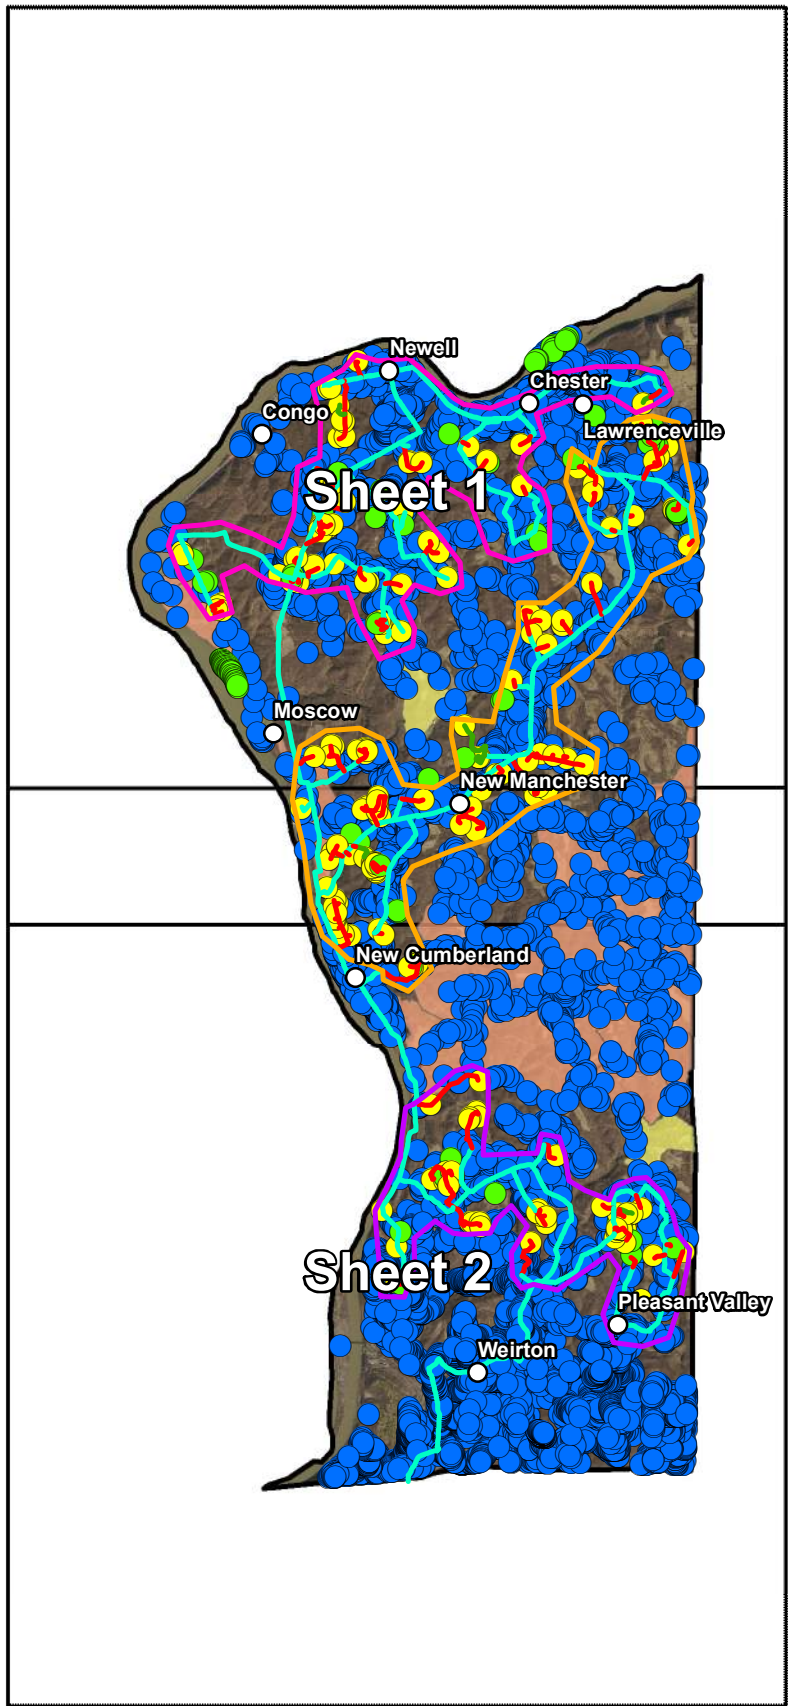 Newell
Chester
Congo
Lawrenceville
Sheet 1
Moscow
New Manchester
New Cumberland
Sheet 2
Pleasant Valley
Weirton